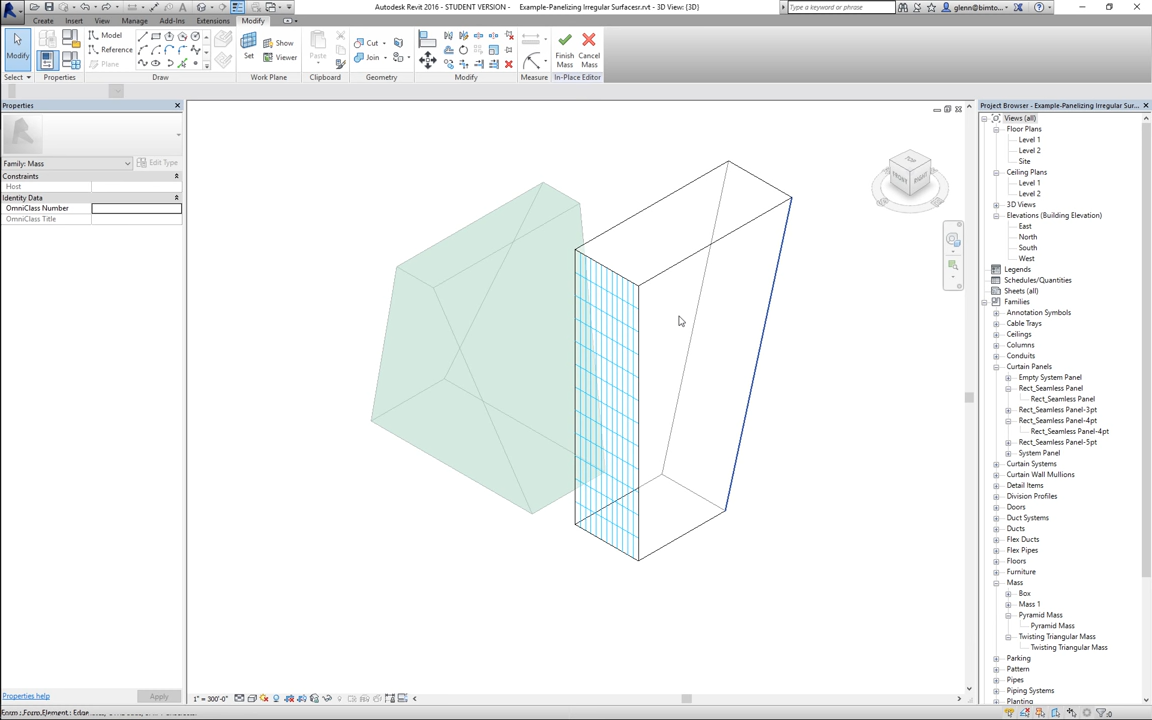 Autodesk Revit 2016 - STUDENT VERSION - Example-Panelizing Irregular Surfacesr.rvt - 3D View: {3D}
Type a keyword or phrase
glenn@bimto...
Create Insert View Manage Add-Ins Extensions Modify
Modify
Model
Reference
Plane
Set
Show
Viewer
Paste
Cut
Join
Finish Mass
Cancel Mass
Select Properties Draw Work Plane Clipboard Geometry Modify Measure In-Place Editor
Properties
Family: Mass
Edit Type
Constraints
Host
Identity Data
OmniClass Number
OmniClass Title
Properties help
Apply
TOP
FRONT
RIGHT
1" = 300'-0"
Project Browser - Example-Panelizing Irregular Sur...
Views (all)
Floor Plans
Level 1
Level 2
Site
Ceiling Plans
Level 1
Level 2
3D Views
Elevations (Building Elevation)
East
North
South
West
Legends
Schedules/Quantities
Sheets (all)
Families
Annotation Symbols
Cable Trays
Ceilings
Columns
Conduits
Curtain Panels
Empty System Panel
Rect_Seamless Panel
Rect_Seamless Panel
Rect_Seamless Panel-3pt
Rect_Seamless Panel-4pt
Rect_Seamless Panel-4pt
Rect_Seamless Panel-5pt
System Panel
Curtain Systems
Curtain Wall Mullions
Detail Items
Division Profiles
Doors
Duct Systems
Ducts
Flex Ducts
Flex Pipes
Floors
Furniture
Mass
Box
Mass 1
Pyramid Mass
Pyramid Mass
Twisting Triangular Mass
Twisting Triangular Mass
Parking
Pattern
Pipes
Piping Systems
Planting